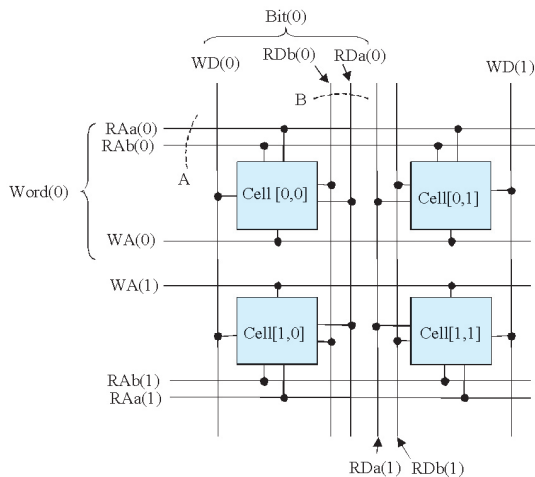 Bit(0)
RDb(0)
RDa(0)
WD(0)
WD(1)
B
RAa(0)
RAb(0)
A
Word(0)
Cell [0,0]
Cell[0,1]
WA(0)
WA(1)
Cell[1,0]
Cell[1,1]
RAb(1)
RAa(1)
RDa(1)
RDb(1)